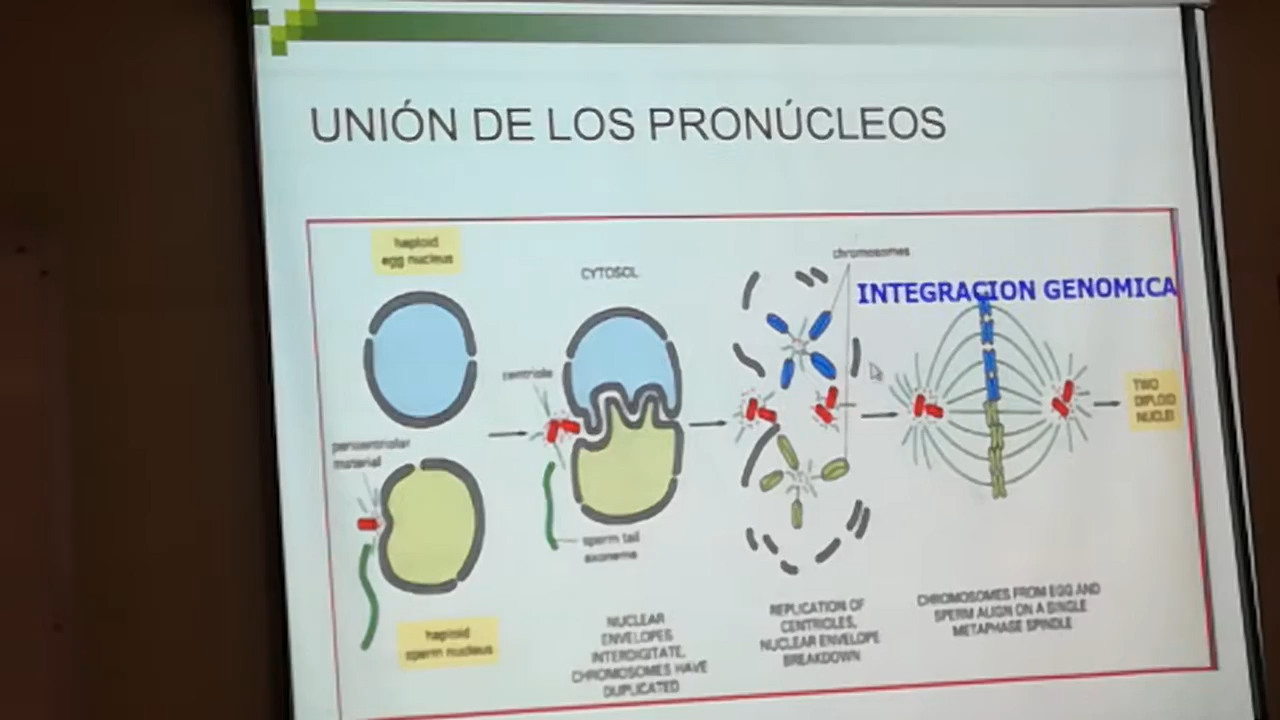 UNIÓN DE LOS PRONÚCLEOS
haploid
egg nucleus
CYTOSOL
chromosomes
INTEGRACION GENOMICA
centriole
pericentriolar
material
TWO
DIPLOID
NUCLEI
sperm tail
axoneme
haploid
sperm nucleus
NUCLEAR
ENVELOPES
INTERDIGITATE,
CHROMOSOMES HAVE
DUPLICATED
REPLICATION OF
CENTRIOLES,
NUCLEAR ENVELOPE
BREAKDOWN
CHROMOSOMES FROM EGG AND
SPERM ALIGN ON A SINGLE
METAPHASE SPINDLE